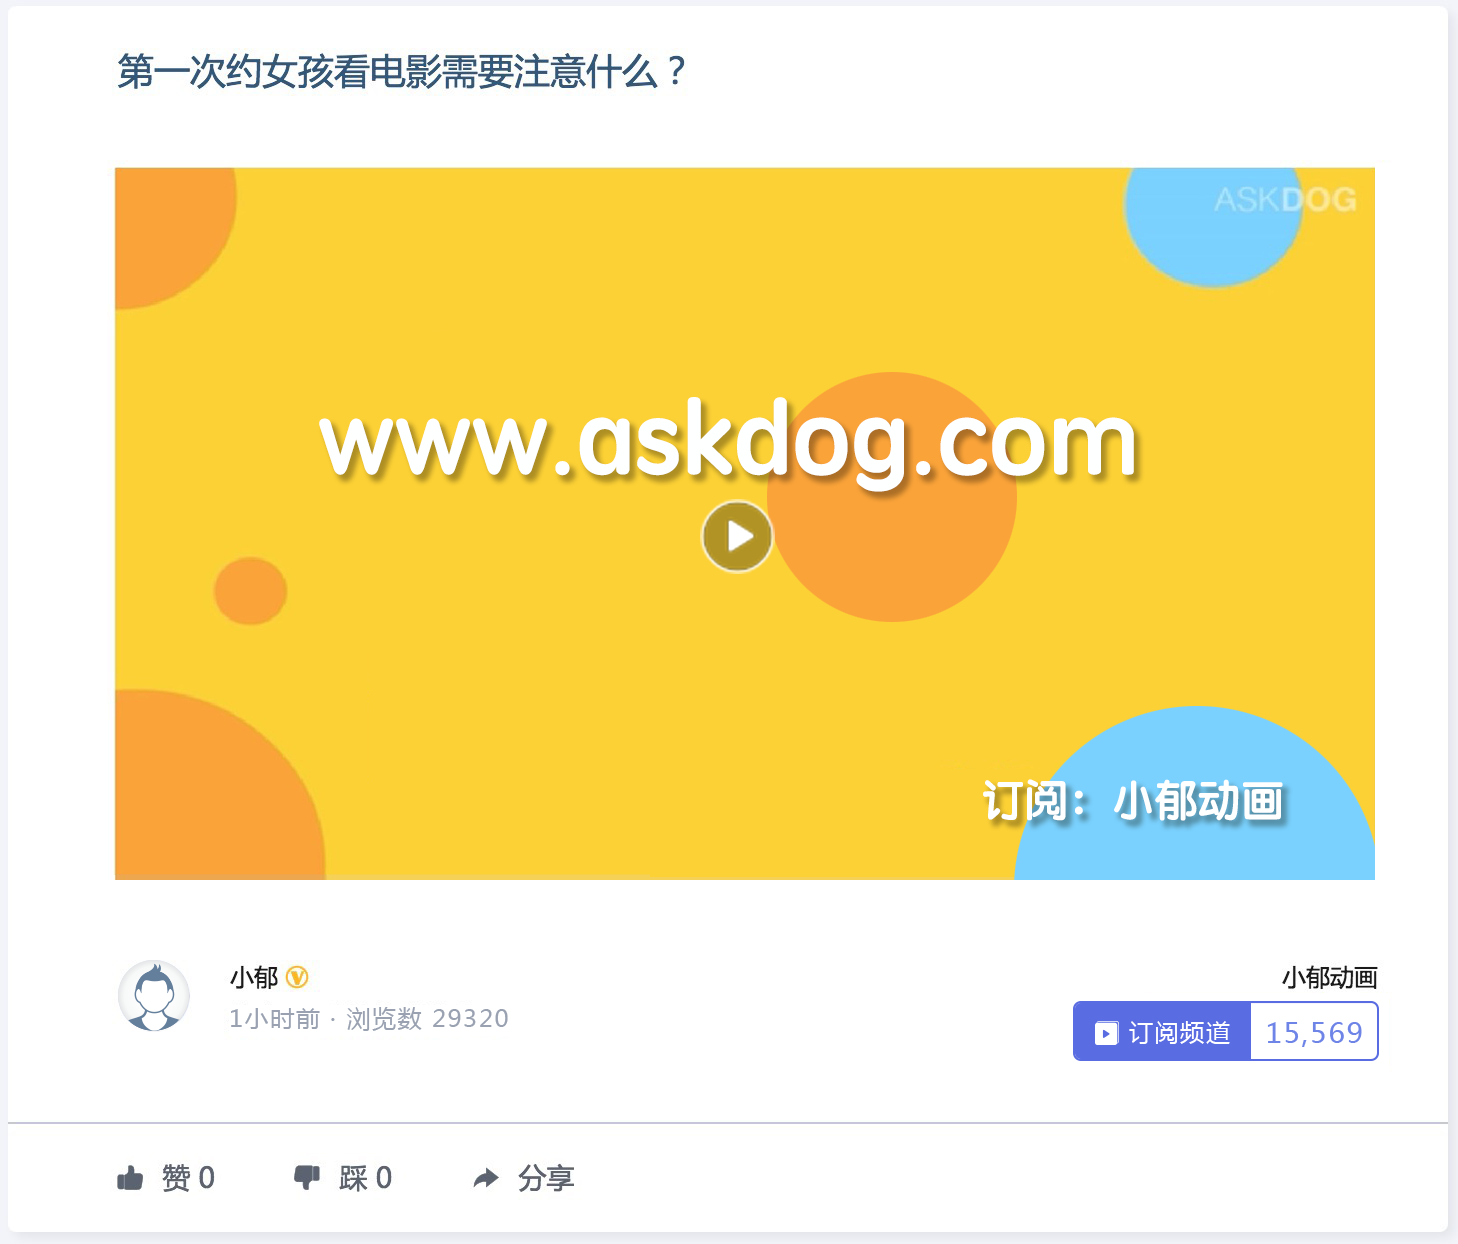 第一次约女孩看电影需要注意什么？
ASKDOG
www.askdog.com
订阅：小郁动画
小郁
小郁动画
1小时前 · 浏览数 29320
订阅频道 15,569
赞 0 踩 0 分享